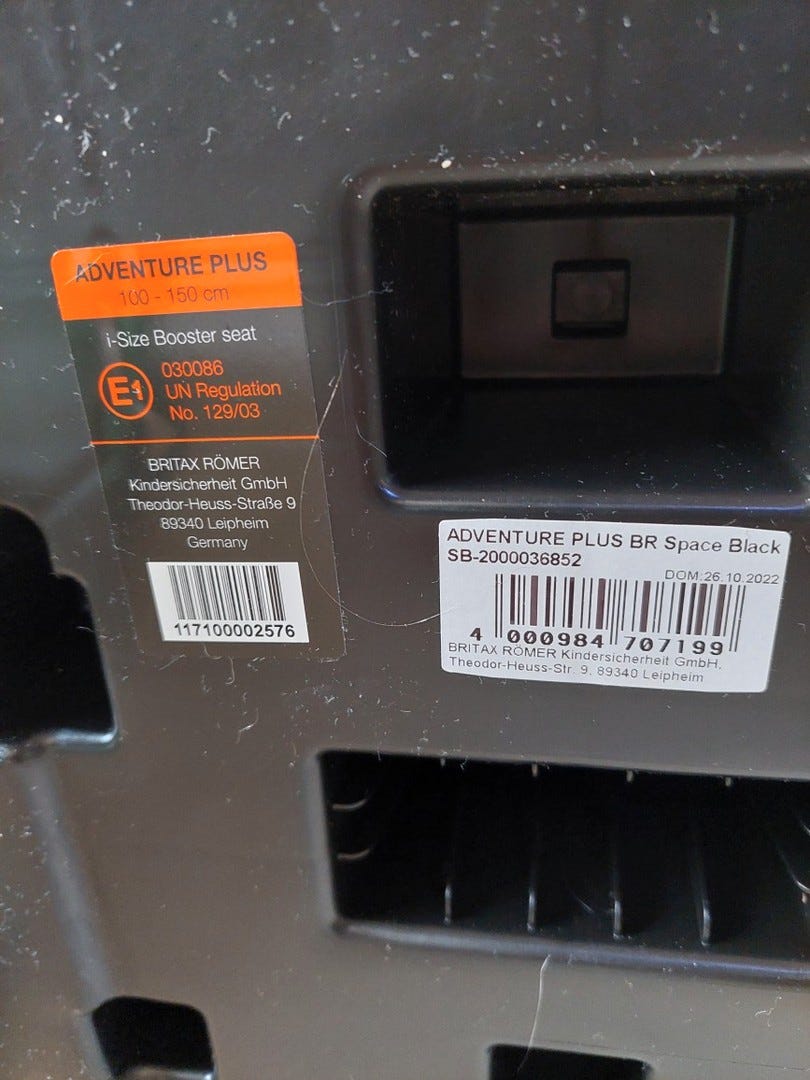 ADVENTURE PLUS
100 - 150 cm
i-Size Booster seat
E1
030086
UN Regulation
No. 129/03
BRITAX RÖMER
Kindersicherheit GmbH
Theodor-Heuss-Straße 9
89340 Leipheim
Germany
117100002576
ADVENTURE PLUS BR Space Black
SB-2000036852
DOM:26.10.2022
4 000984 707199
BRITAX RÖMER Kindersicherheit GmbH,
Theodor-Heuss-Str. 9, 89340 Leipheim